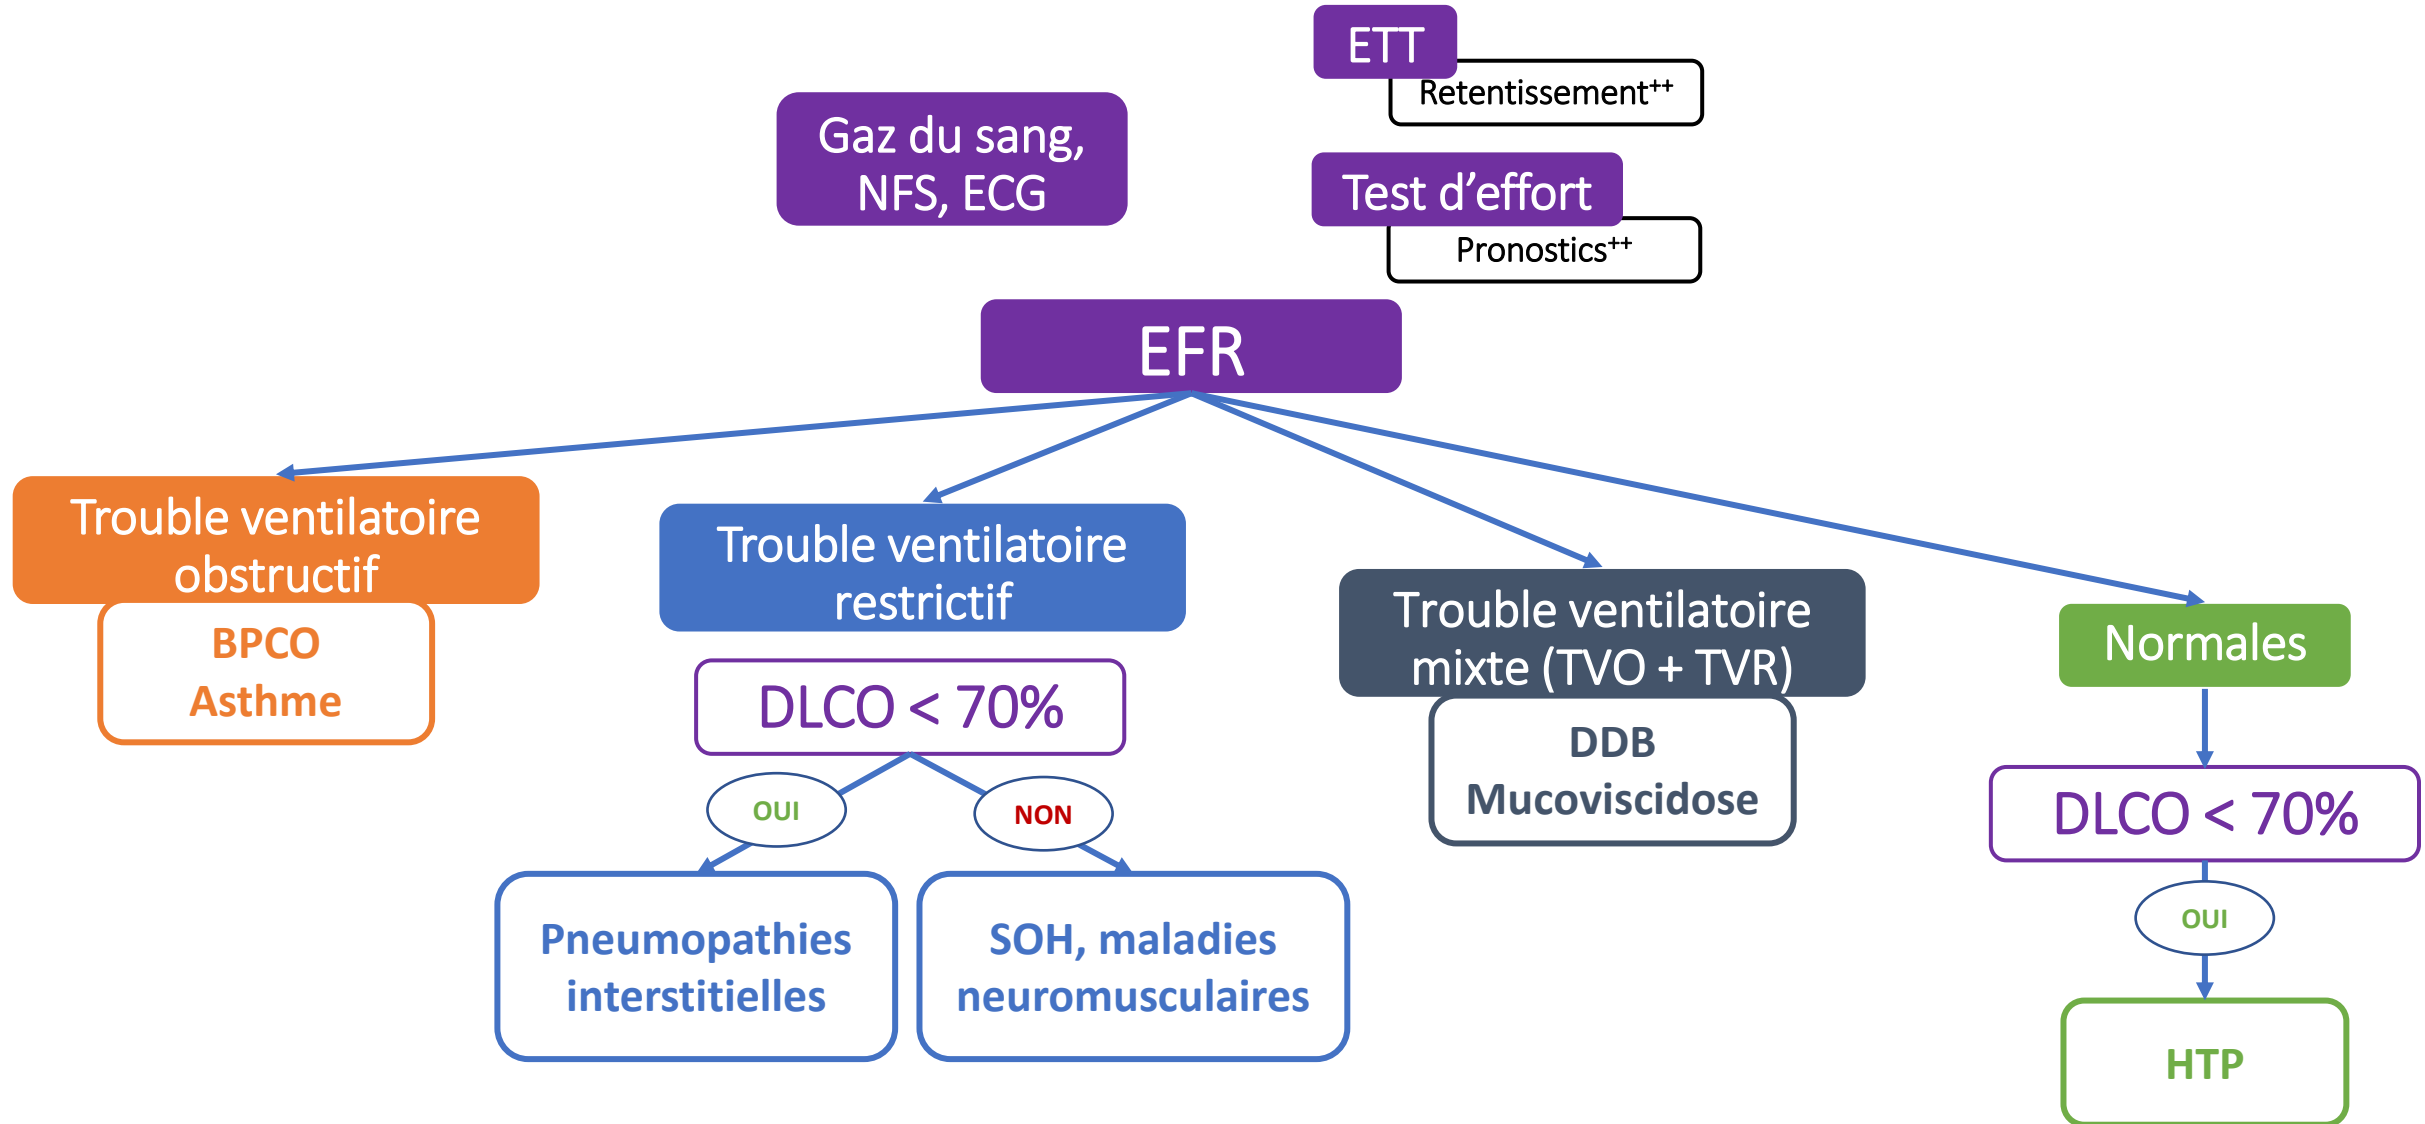 ETT
Retentissement++
Gaz du sang,
NFS, ECG
Test d’effort
Pronostics++
EFR
Trouble ventilatoire
obstructif
BPCO
Asthme
Trouble ventilatoire
restrictif
DLCO < 70%
OUI
NON
Pneumopathies
interstitielles
SOH, maladies
neuromusculaires
Trouble ventilatoire
mixte (TVO + TVR)
DDB
Mucoviscidose
Normales
DLCO < 70%
OUI
HTP